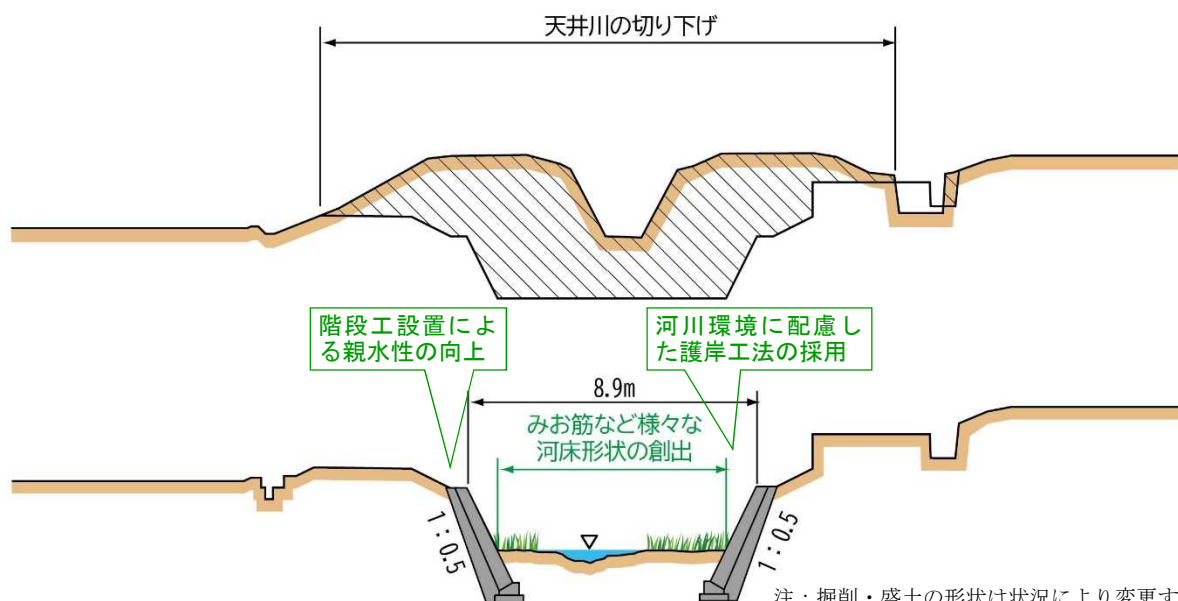 天井川の切り下げ
階段工設置によ
る親水性の向上
河川環境に配慮し
た護岸工法の採用
8.9m
みお筋など様々な
河床形状の創出
1：0.5
1：0.5
注：掘削・盛土の形状は状況により変更す